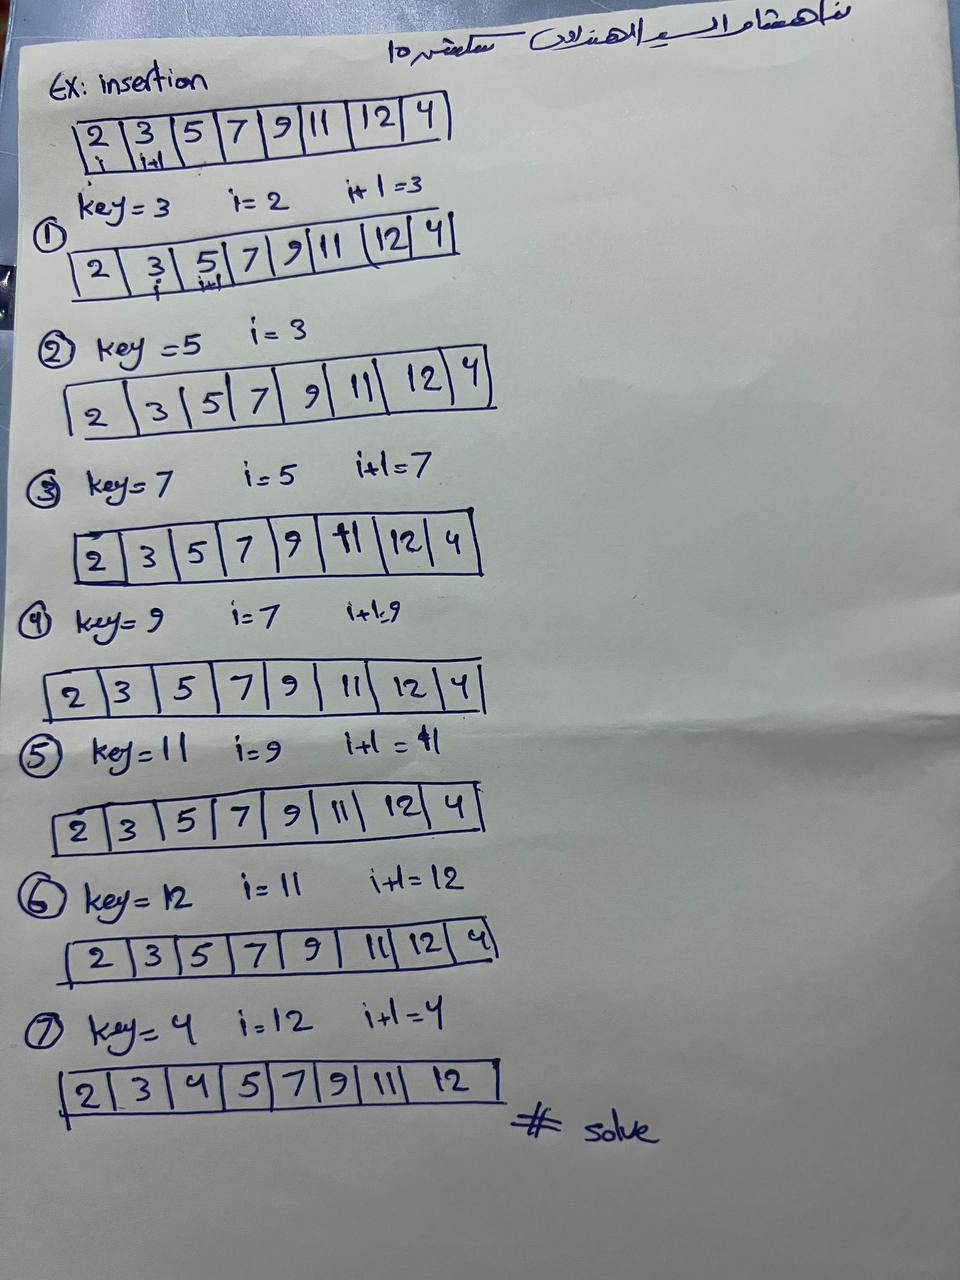 سكشن 10
Ex: insertion
2 3 5 7 9 11 12 4
i i+1
key = 3 i = 2 i+1 = 3
1
2 3 5 7 9 11 12 4
i i+1
2 key = 5 i = 3
2 3 5 7 9 11 12 4
3 key = 7 i = 5 i+1 = 7
2 3 5 7 9 11 12 4
4 key = 9 i = 7 i+1 = 9
2 3 5 7 9 11 12 4
5 key = 11 i = 9 i+1 = 11
2 3 5 7 9 11 12 4
6 key = 12 i = 11 i+1 = 12
2 3 5 7 9 11 12 4
7 key = 4 i = 12 i+1 = 4
2 3 4 5 7 9 11 12
# solve